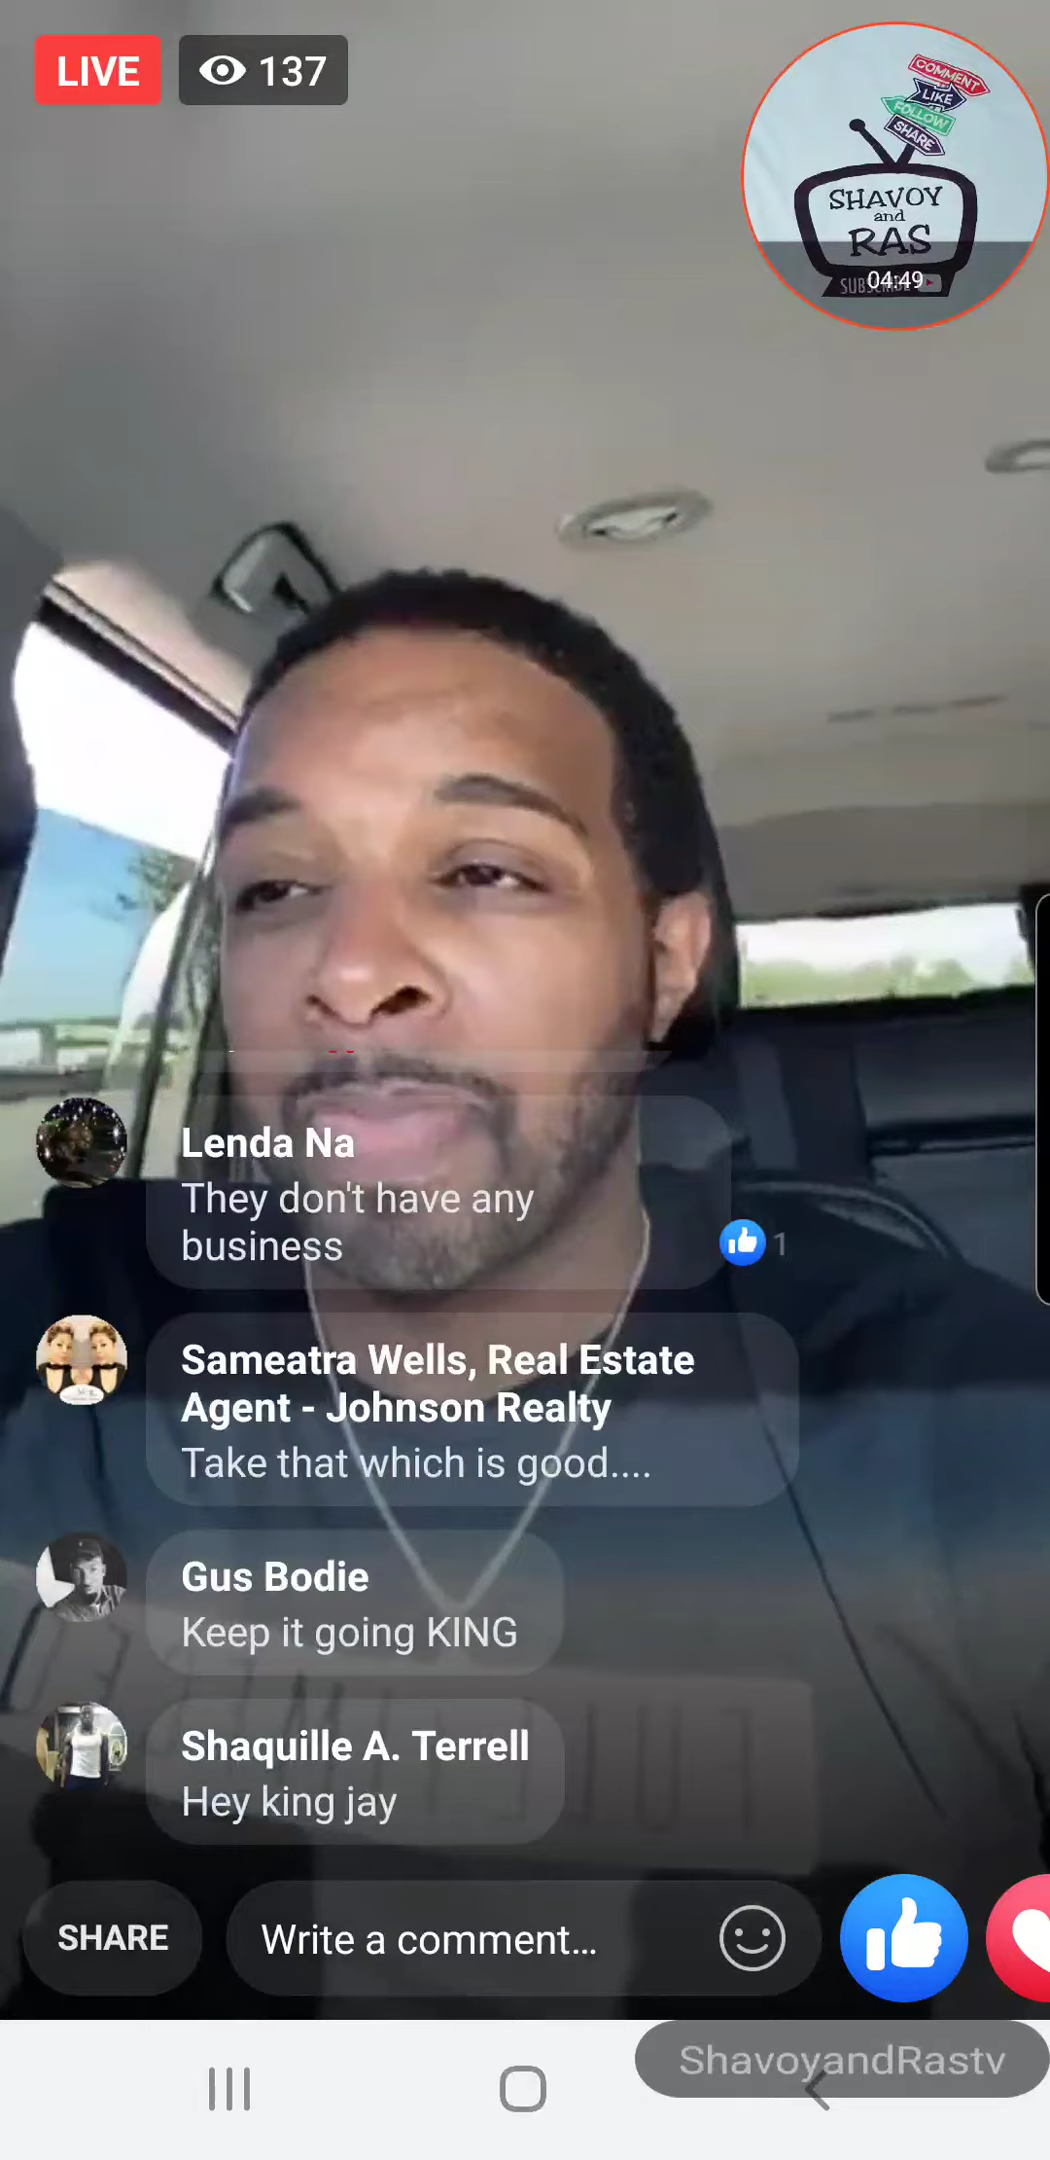 LIVE
137
COMMENT
LIKE
FOLLOW
SHARE
SHAVOY
and
RAS
04:49
Lenda Na
They don't have any
business
1
Sameatra Wells, Real Estate
Agent - Johnson Realty
Take that which is good....
Gus Bodie
Keep it going KING
Shaquille A. Terrell
Hey king jay
SHARE
Write a comment...
ShavoyandRastv